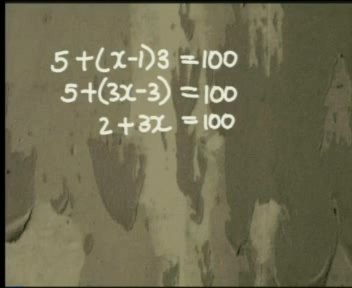 5+(x-1)3 = 100
5+(3x-3) = 100
2+3x = 100